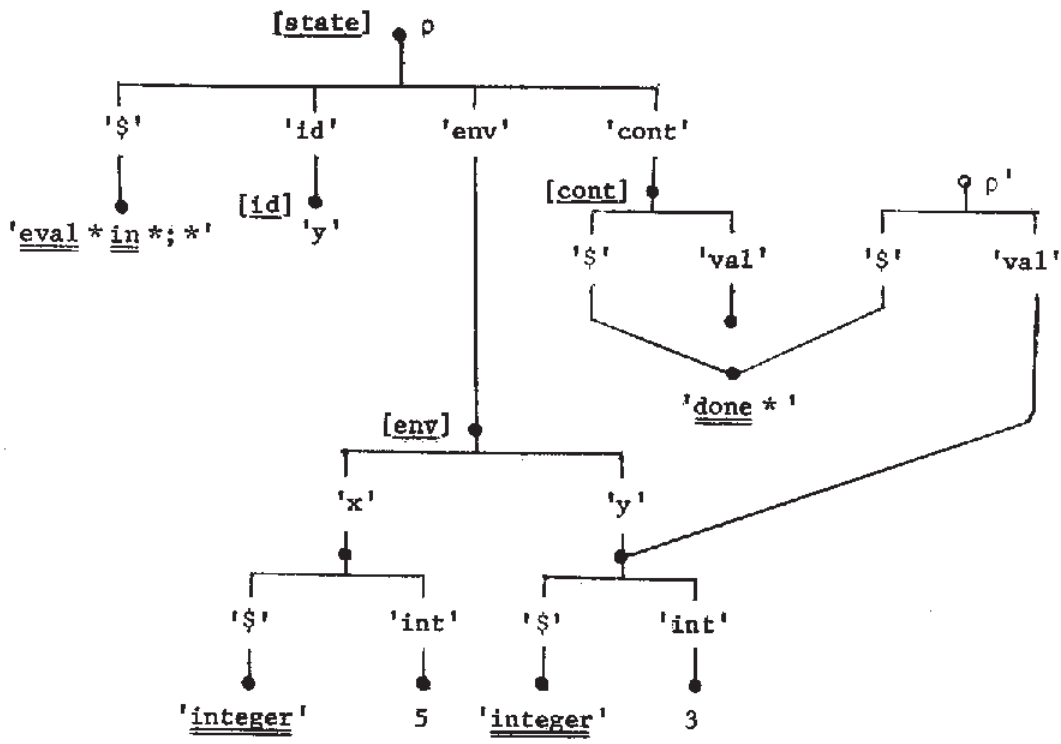 [state] ρ
'$' 'id' 'env' 'cont'
[cont] ρ'
'eval * in *; *' [id] 'y'
'$' 'val' '$' 'val'
'done * '
[env]
'x' 'y'
'$' 'int' '$' 'int'
'integer' 5 'integer' 3